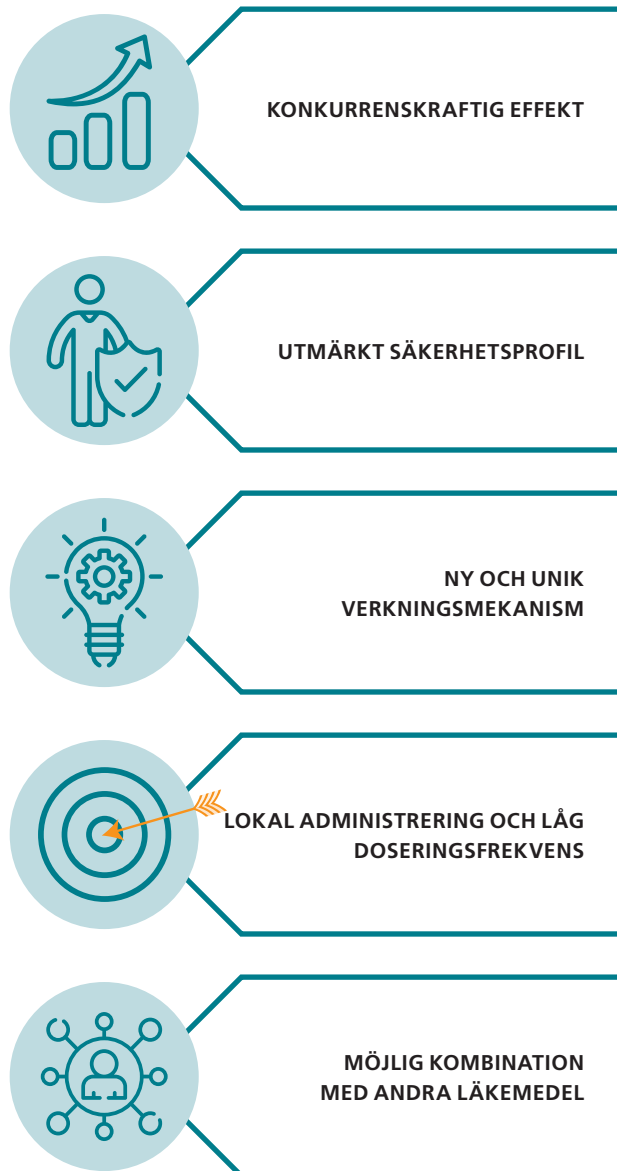 KONKURRENSKRAFTIG EFFEKT
UTMÄRKT SÄKERHETSPROFIL
NY OCH UNIK
VERKNINGSMEKANISM
LOKAL ADMINISTRERING OCH LÅG
DOSERINGSFREKVENS
MÖJLIG KOMBINATION
MED ANDRA LÄKEMEDEL